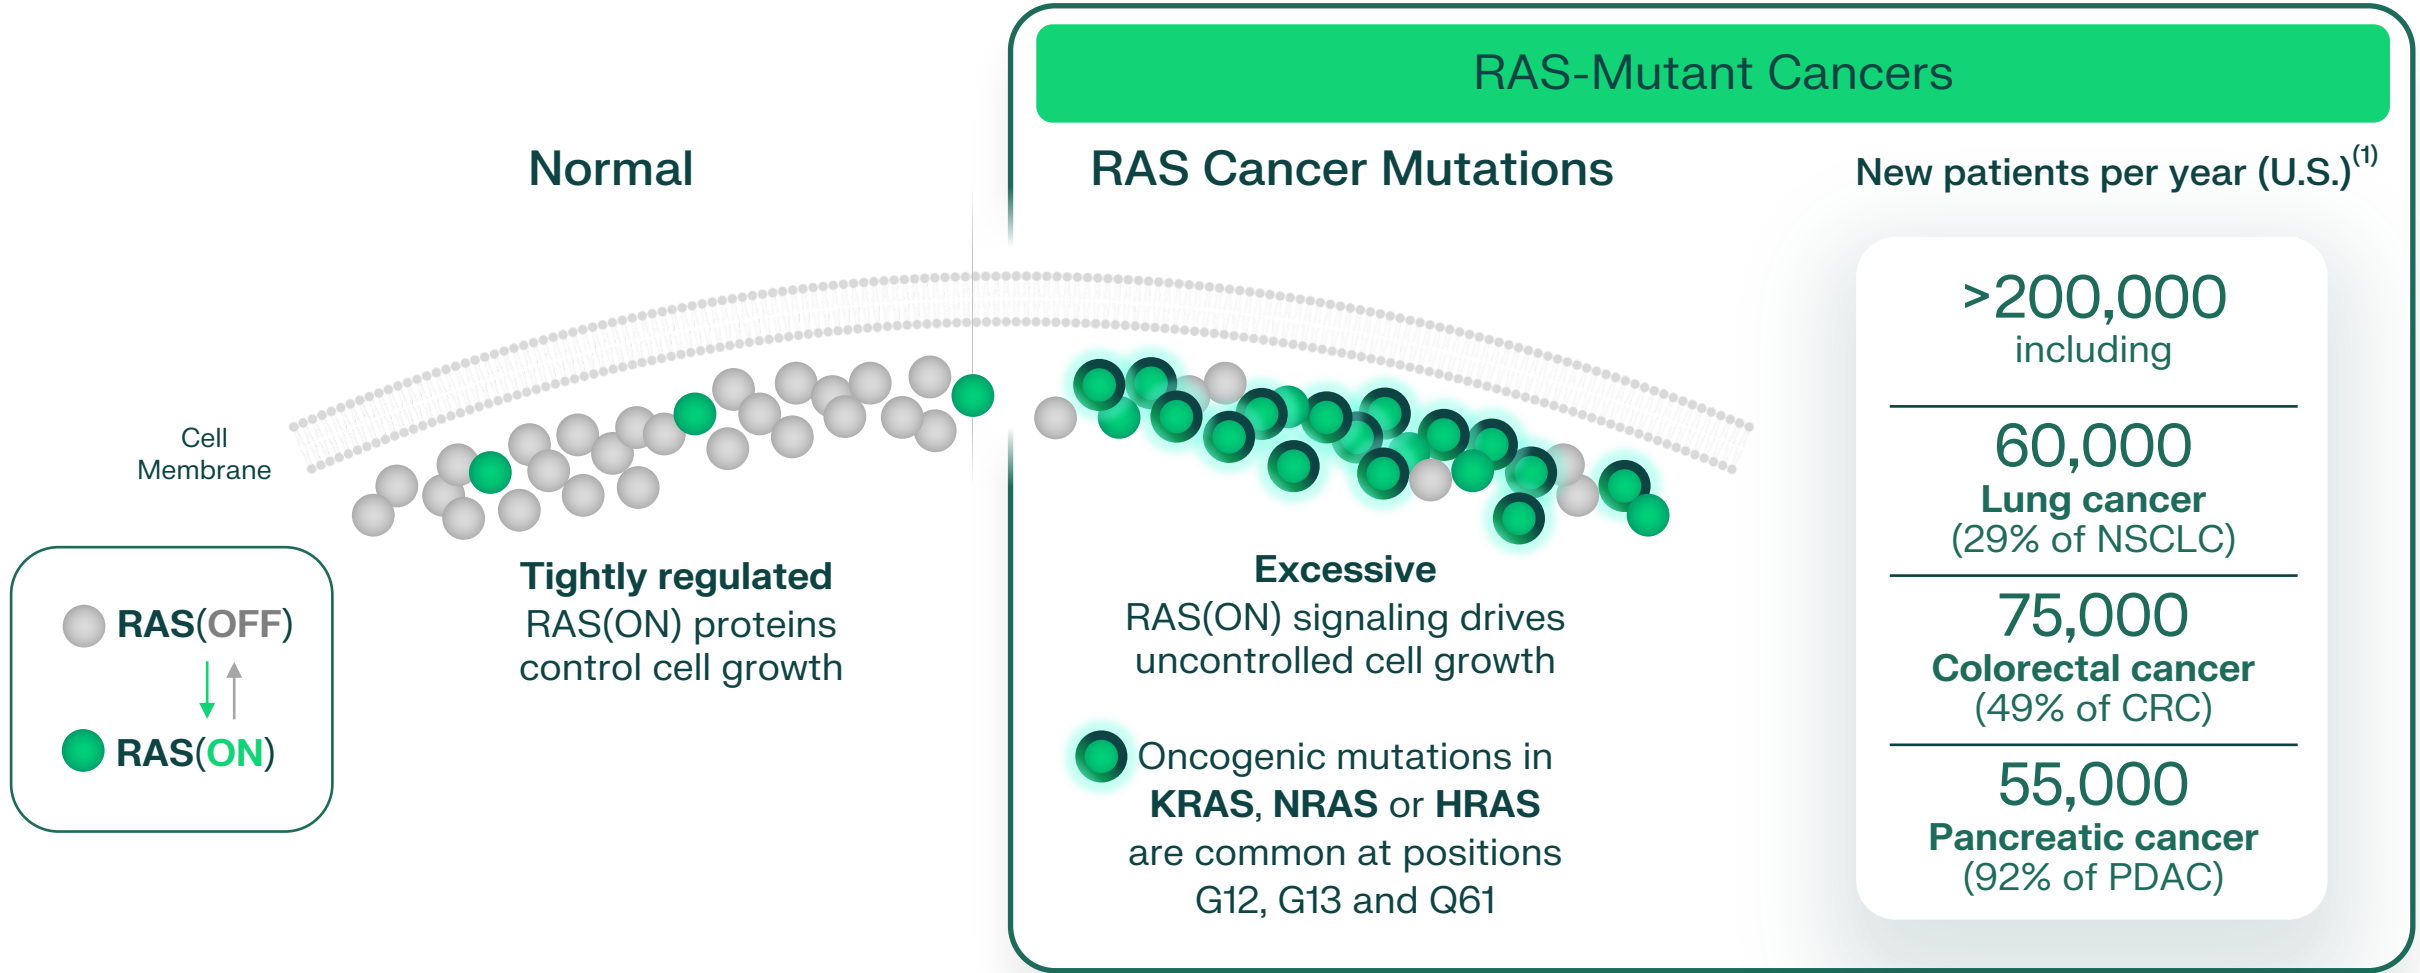 RAS-Mutant Cancers
Normal
RAS Cancer Mutations
New patients per year (U.S.)(1)
Cell
Membrane
RAS(OFF)
RAS(ON)
Tightly regulated
RAS(ON) proteins
control cell growth
Excessive
RAS(ON) signaling drives
uncontrolled cell growth
Oncogenic mutations in
KRAS, NRAS or HRAS
are common at positions
G12, G13 and Q61
>200,000
including
60,000
Lung cancer
(29% of NSCLC)
75,000
Colorectal cancer
(49% of CRC)
55,000
Pancreatic cancer
(92% of PDAC)